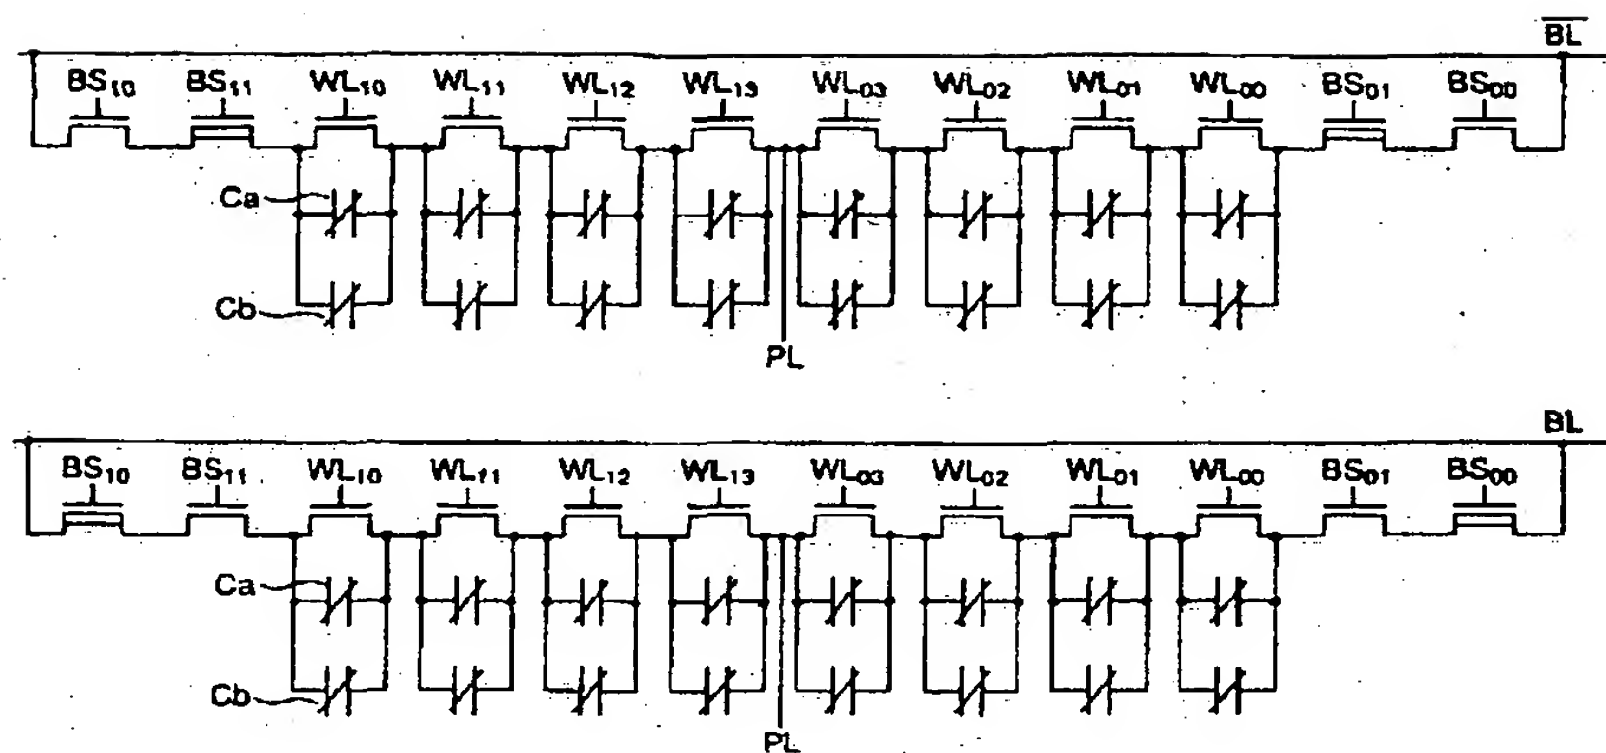 B̅L̅
BS₁₀ BS₁₁ WL₁₀ WL₁₁ WL₁₂ WL₁₃ WL₀₃ WL₀₂ WL₀₁ WL₀₀ BS₀₁ BS₀₀
Ca
Cb
PL
BL
BS₁₀ BS₁₁ WL₁₀ WL₁₁ WL₁₂ WL₁₃ WL₀₃ WL₀₂ WL₀₁ WL₀₀ BS₀₁ BS₀₀
Ca
Cb
PL